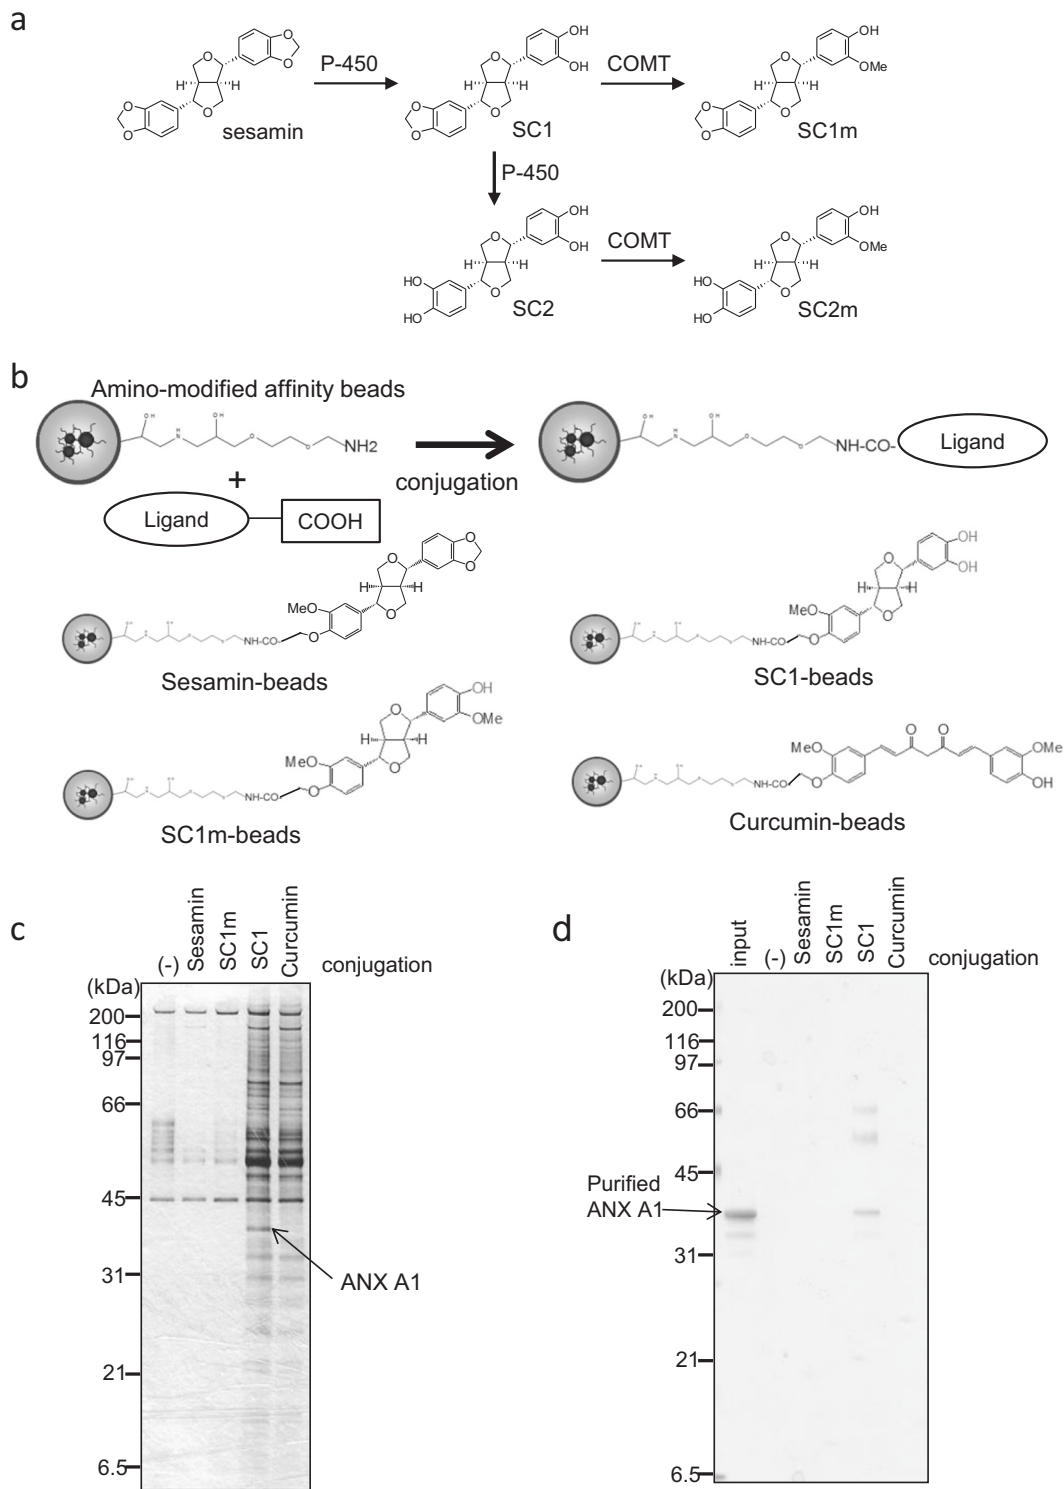 a
sesamin
P-450
SC1
COMT
SC1m
P-450
SC2
COMT
SC2m
O
O
O
O
O
O
H
H
O
O
O
O
H
H
OH
OH
O
O
O
O
H
H
OH
OMe
O
O
H
H
OH
OH
HO
HO
O
O
H
H
OH
OMe
HO
HO
b
Amino-modified affinity beads
OH
N
H
OH
O
O
NH2
+
Ligand
COOH
conjugation
OH
N
H
OH
O
O
NH-CO-
Ligand
NH-CO
O
MeO
O
O
H
H
O
O
Sesamin-beads
NH-CO
O
MeO
O
O
H
H
OH
OH
SC1-beads
NH-CO
O
MeO
O
O
H
H
OH
OMe
SC1m-beads
NH-CO
O
MeO
O
O
OMe
OH
Curcumin-beads
c
(-)
Sesamin
SC1m
SC1
Curcumin
conjugation
(kDa)
200
116
97
66
45
31
21
6.5
ANX A1
d
input
(-)
Sesamin
SC1m
SC1
Curcumin
conjugation
(kDa)
200
116
97
66
45
31
21
6.5
Purified
ANX A1